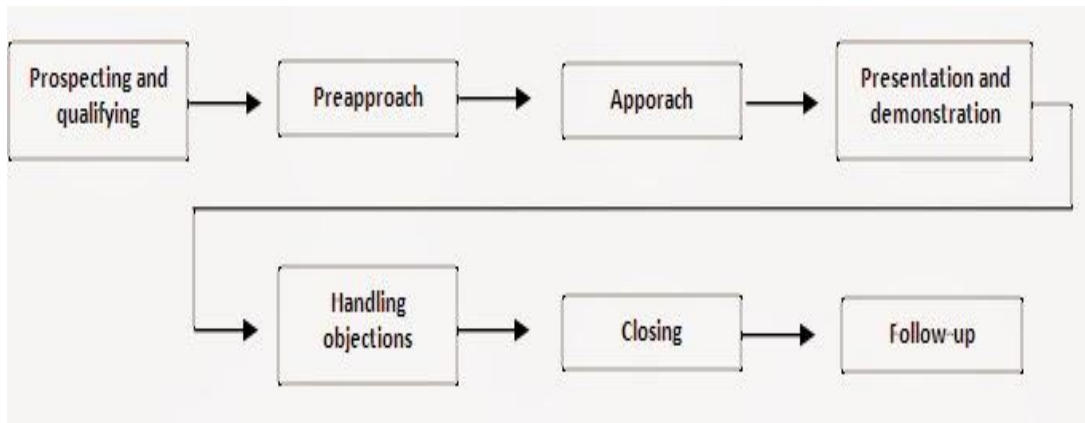 Prospecting and
qualifying
Preapproach
Apporach
Presentation and
demonstration
Handling
objections
Closing
Follow-up